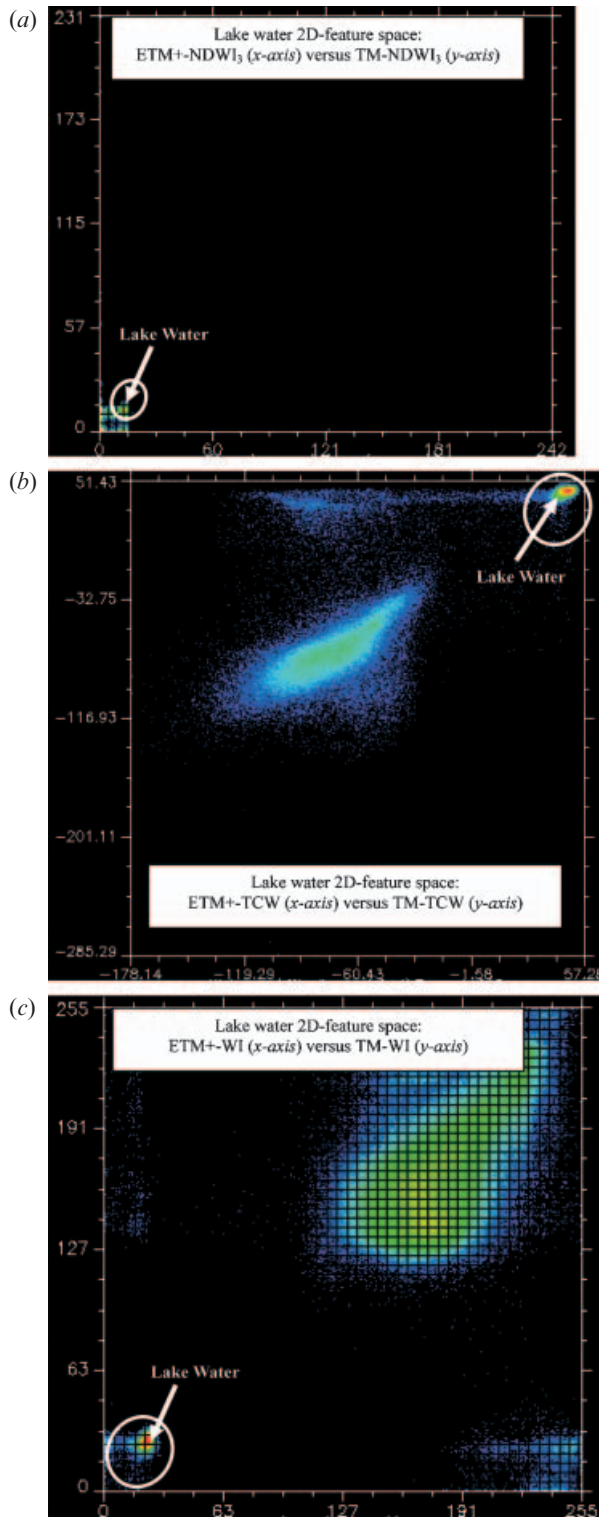 (a)
231
Lake water 2D-feature space:
ETM+-NDWI₃ (x-axis) versus TM-NDWI₃ (y-axis)
173
115
57
Lake Water
0
0 60 121 181 242
(b)
51.43
Lake Water
−32.75
−116.93
−201.11
Lake water 2D-feature space:
ETM+-TCW (x-axis) versus TM-TCW (y-axis)
−285.29
−178.14 −119.29 −60.43 −1.58 57.28
(c)
255
Lake water 2D-feature space:
ETM+-WI (x-axis) versus TM-WI (y-axis)
191
127
63
Lake Water
0
0 63 127 191 255